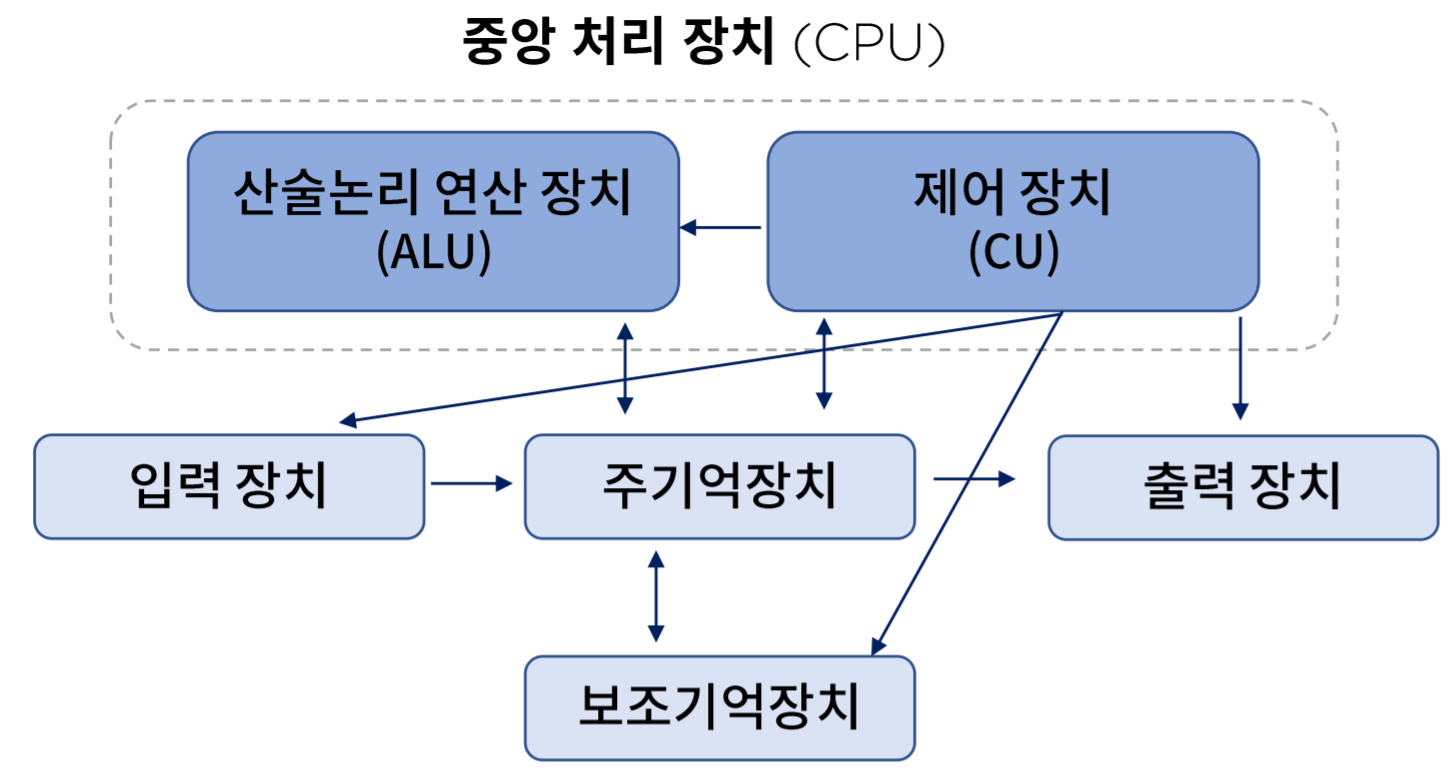 중앙 처리 장치 (CPU)
산술논리 연산 장치
(ALU)
제어 장치
(CU)
입력 장치
주기억장치
출력 장치
보조기억장치